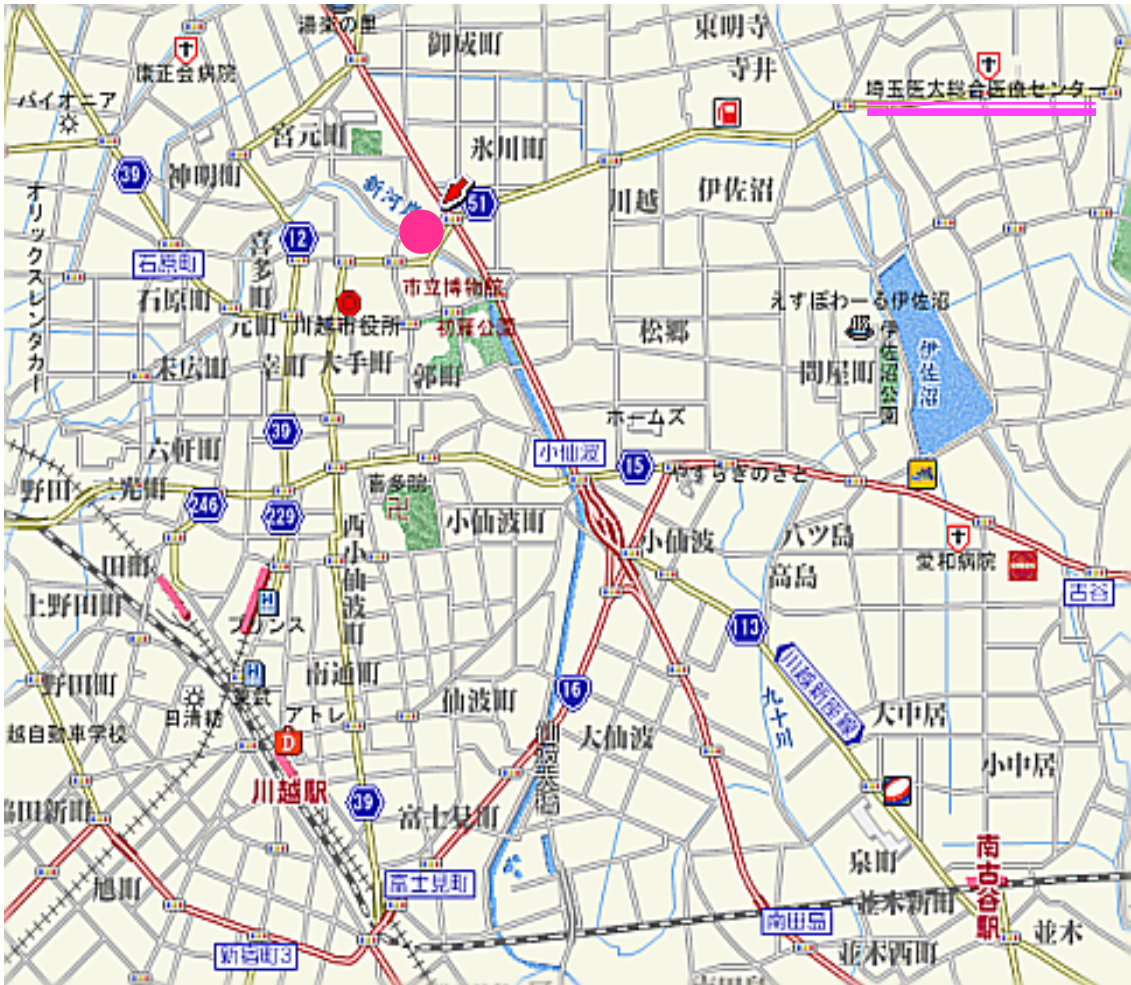 湯楽の里
御成町
東明寺
寺井
康正会病院
パイオニア
埼玉医大総合医療センター
宮元町
氷川町
39
神明町
新河岸
51
川越
伊佐沼
オリックスレンタカー
12
喜多町
石原町
石原町
市立博物館
えすぽわーる伊佐沼
元町
川越市役所
初雁公園
松郷
伊佐沼
伊佐沼公園
末広町
幸町
大手町
郭町
問屋町
ホームズ
39
六軒町
小仙波
15
やすらぎのさと
野田
三光町
喜多院
246
229
小仙波町
西小仙波町
小仙波
八ツ島
愛和病院
田町
高島
古谷
上野田町
H
プリンス
113
H
東武
南通町
川越新座線
野田町
16
仙波町
九十川
日清紡
アトレ
大中居
越自動車学校
D
大仙波
小中居
川越駅
39
富士見町
泉町
南古谷駅
旭町
富士見町
並木新町
南田島
並木
新宿町3
並木西町